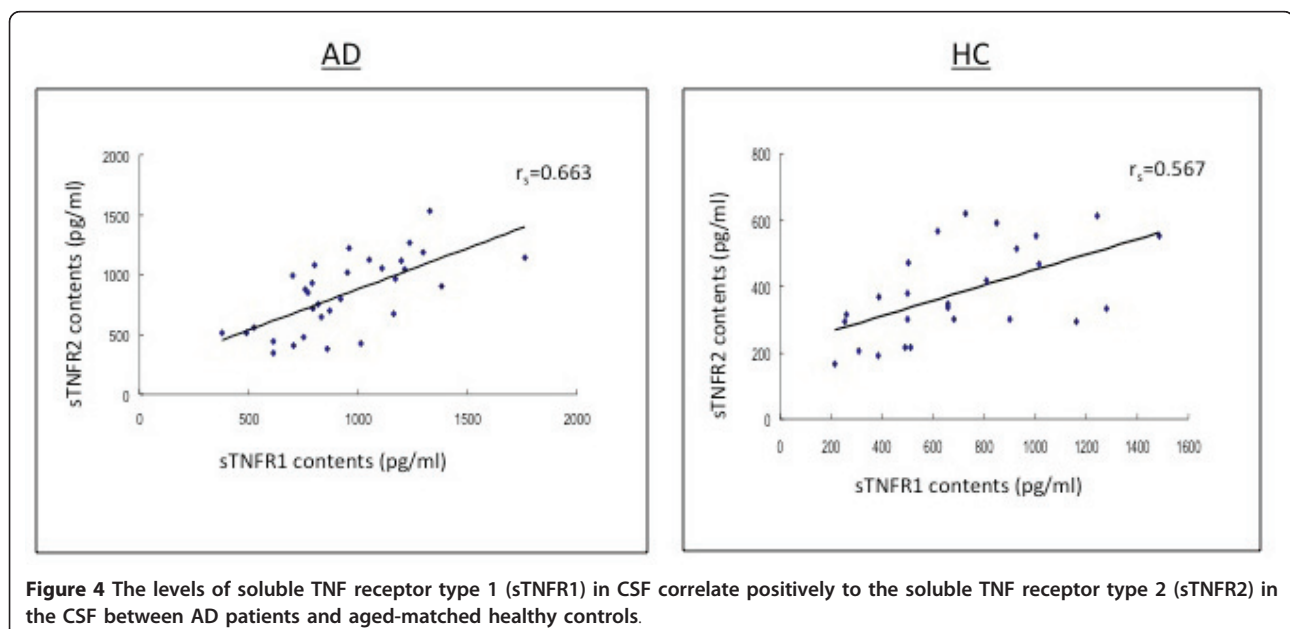 AD
HC
2000
1500
1000
500
0
sTNFR2 contents (pg/ml)
rs=0.663
0 500 1000 1500 2000
sTNFR1 contents (pg/ml)
800
600
400
200
0
sTNFR2 contents (pg/ml)
rs=0.567
0 200 400 600 800 1000 1200 1400 1600
sTNFR1 contents (pg/ml)
Figure 4 The levels of soluble TNF receptor type 1 (sTNFR1) in CSF correlate positively to the soluble TNF receptor type 2 (sTNFR2) in
the CSF between AD patients and aged-matched healthy controls.